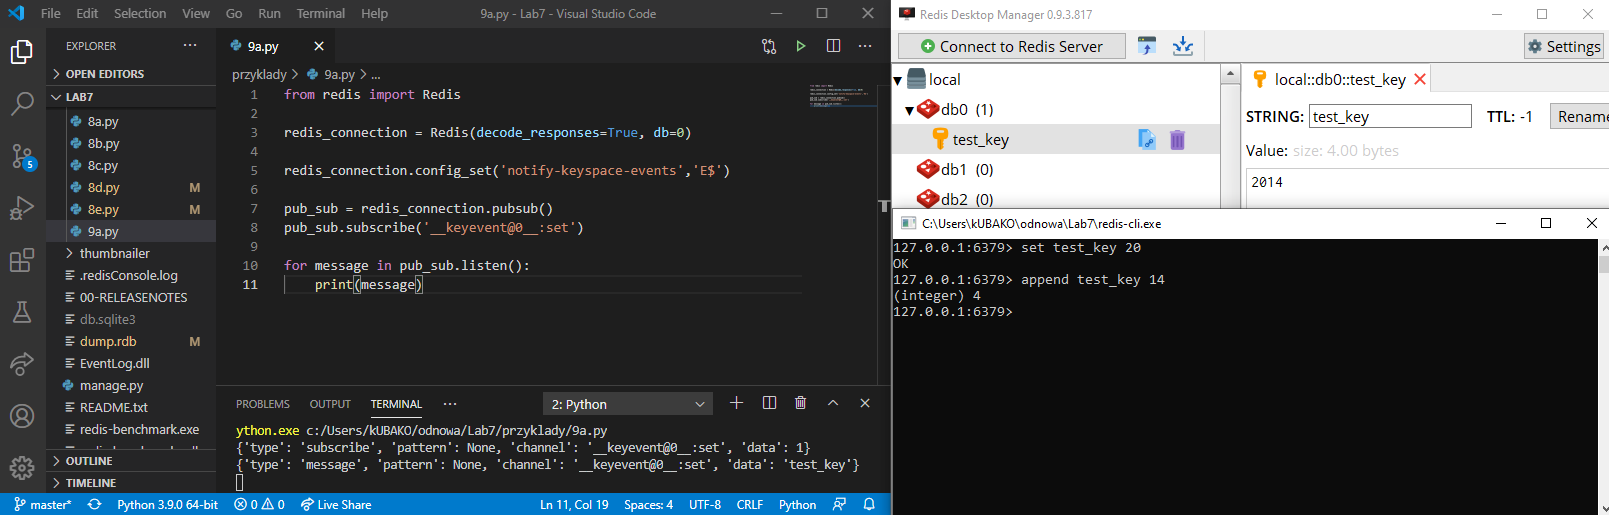 File Edit Selection View Go Run Terminal Help 9a.py - Lab7 - Visual Studio Code
EXPLORER ...
OPEN EDITORS
LAB7
8a.py
8b.py
8c.py
8d.py M
8e.py M
9a.py
thumbnailer
.redisConsole.log
00-RELEASENOTES
db.sqlite3
dump.rdb M
EventLog.dll
manage.py
README.txt
redis-benchmark.exe
OUTLINE
TIMELINE
5
9a.py
przyklady > 9a.py > ...
1 from redis import Redis
2
3 redis_connection = Redis(decode_responses=True, db=0)
4
5 redis_connection.config_set('notify-keyspace-events','E$')
6
7 pub_sub = redis_connection.pubsub()
8 pub_sub.subscribe('__keyevent@0__:set')
9
10 for message in pub_sub.listen():
11 print(message)
PROBLEMS OUTPUT TERMINAL ... 2: Python
ython.exe c:/Users/kUBAKO/odnowa/Lab7/przyklady/9a.py
{'type': 'subscribe', 'pattern': None, 'channel': '__keyevent@0__:set', 'data': 1}
{'type': 'message', 'pattern': None, 'channel': '__keyevent@0__:set', 'data': 'test_key'}
master* Python 3.9.0 64-bit 0 0 Live Share Ln 11, Col 19 Spaces: 4 UTF-8 CRLF Python
Redis Desktop Manager 0.9.3.817
Connect to Redis Server Settings
local
db0 (1)
test_key
db1 (0)
db2 (0)
local::db0::test_key
STRING: test_key TTL: -1 Rename
Value: size: 4.00 bytes
2014
C:\Users\kUBAKO\odnowa\Lab7\redis-cli.exe
127.0.0.1:6379> set test_key 20
OK
127.0.0.1:6379> append test_key 14
(integer) 4
127.0.0.1:6379>